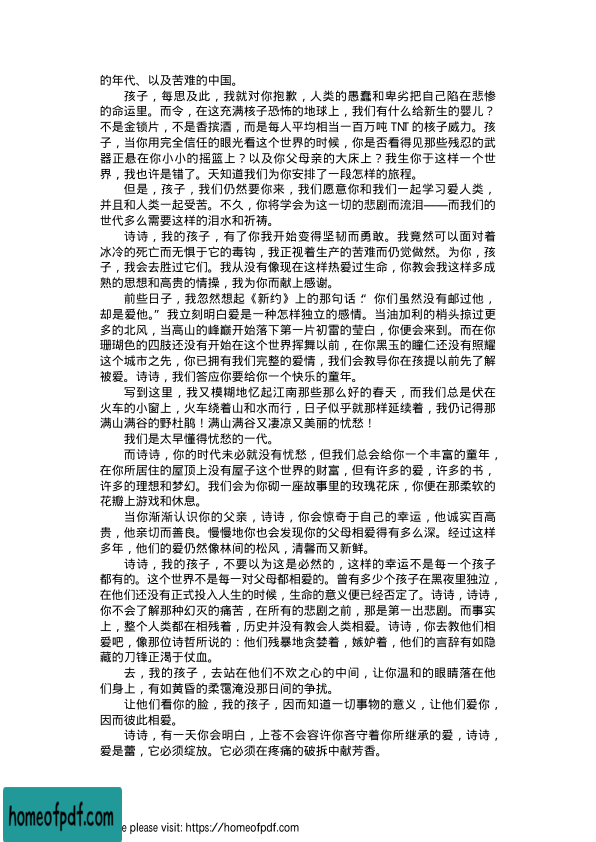 的年代、以及苦难的中国。
孩子，每思及此，我就对你抱歉，人类的愚蠢和卑劣把自己陷在悲惨
的命运里。而令，在这充满核子恐怖的地球上，我们有什么给新生的婴儿？
不是金锁片，不是香摈酒，而是每人平均相当一百万吨 TNT 的核子威力。孩
子，当你用完全信任的眼光看这个世界的时候，你是否看得见那些残忍的武
器正悬在你小小的摇篮上？以及你父母亲的大床上？我生你于这样一个世
界，我也许是错了。天知道我们为你安排了一段怎样的旅程。
但是，孩子，我们仍然要你来，我们愿意你和我们一起学习爱人类，
并且和人类一起受苦。不久，你将学会为这一切的悲剧而流泪——而我们的
世代多么需要这样的泪水和祈祷。
诗诗，我的孩子，有了你我开始变得坚韧而勇敢。我竟然可以面对着
冰冷的死亡而无惧于它的毒钩，我正视着生产的苦难而仍觉做然。为你，孩
子，我会去胜过它们。我从没有像现在这样热爱过生命，你教会我这样多成
熟的思想和高贵的情操，我为你而献上感谢。
前些日子，我忽然想起《新约》上的那句话：“你们虽然没有邮过他，
却是爱他。”我立刻明白爱是一种怎样独立的感情。当油加利的梢头掠过更
多的北风，当高山的峰巅开始落下第一片初雷的莹白，你便会来到。而在你
珊瑚色的四肢还没有开始在这个世界挥舞以前，在你黑玉的瞳仁还没有照耀
这个城市之先，你已拥有我们完整的爱情，我们会教导你在孩提以前先了解
被爱。诗诗，我们答应你要给你一个快乐的童年。
写到这里，我又模糊地忆起江南那些那么好的春天，而我们总是伏在
火车的小窗上，火车绕着山和水而行，日子似乎就那样延续着，我仍记得那
满山满谷的野杜鹃！满山满谷又凄凉又美丽的忧愁！
我们是太早懂得忧愁的一代。
而诗诗，你的时代未必就没有忧愁，但我们总会给你一个丰富的童年，
在你所居住的屋顶上没有屋子这个世界的财富，但有许多的爱，许多的书，
许多的理想和梦幻。我们会为你砌一座故事里的玫瑰花床，你便在那柔软的
花瓣上游戏和休息。
当你渐渐认识你的父亲，诗诗，你会惊奇于自己的幸运，他诚实百高
贵，他亲切而善良。慢慢地你也会发现你的父母相爱得有多么深。经过这样
多年，他们的爱仍然像林间的松风，清馨而又新鲜。
诗诗，我的孩子，不要以为这是必然的，这样的幸运不是每一个孩子
都有的。这个世界不是每一对父母都相爱的。曾有多少个孩子在黑夜里独泣，
在他们还没有正式投入人生的时候，生命的意义便已经否定了。诗诗，诗诗，
你不会了解那种幻灭的痛苦，在所有的悲剧之前，那是第一出悲剧。而事实
上，整个人类都在相残着，历史并没有教会人类相爱。诗诗，你去教他们相
爱吧，像那位诗哲所说的：他们残暴地贪婪着，嫉妒着，他们的言辞有如隐
藏的刀锋正渴于仗血。
去，我的孩子，去站在他们不欢之心的中间，让你温和的眼睛落在他
们身上，有如黄昏的柔霭淹没那日间的争扰。
让他们看你的脸，我的孩子，因而知道一切事物的意义，让他们爱你，
因而彼此相爱。
诗诗，有一天你会明白，上苍不会容许你吝守着你所继承的爱，诗诗，
爱是蕾，它必须绽放。它必须在疼痛的破拆中献芳香。
homeofpdf.com
e please visit: https://homeofpdf.com